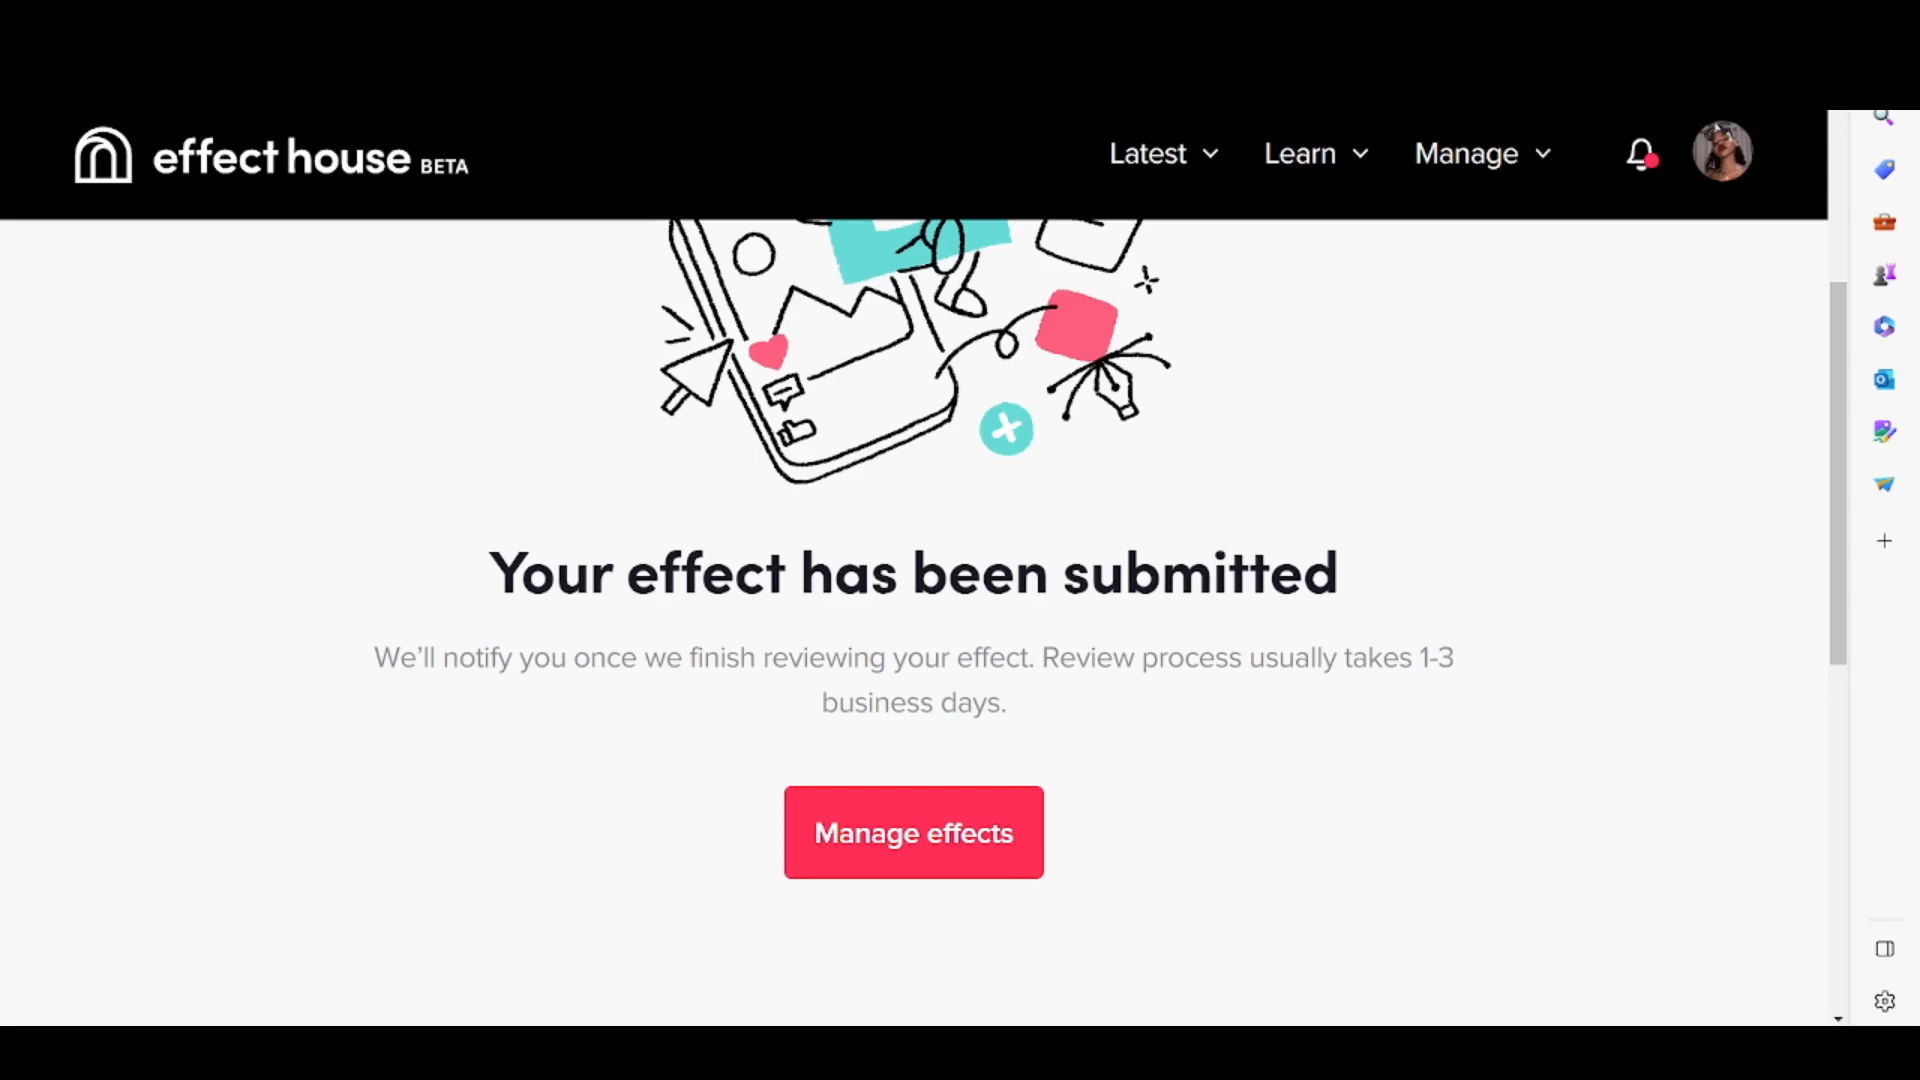 effect house BETA
Latest
Learn
Manage
Your effect has been submitted
We’ll notify you once we finish reviewing your effect. Review process usually takes 1-3
business days.
Manage effects